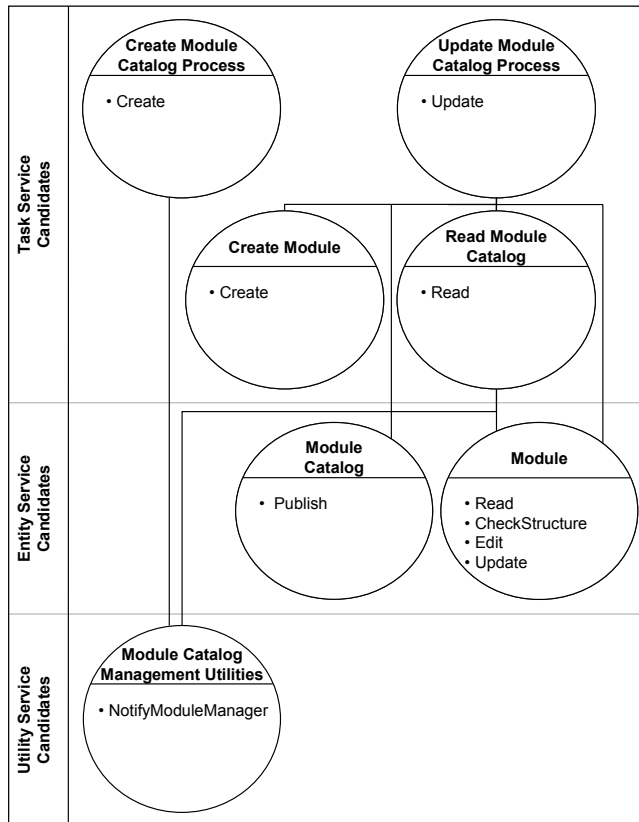 Task Service
Candidates
Create Module
Catalog Process
• Create
Update Module
Catalog Process
• Update
Create Module
• Create
Read Module
Catalog
• Read
Entity Service
Candidates
Module
Catalog
• Publish
Module
• Read
• CheckStructure
• Edit
• Update
Utility Service
Candidates
Module Catalog
Management Utilities
• NotifyModuleManager